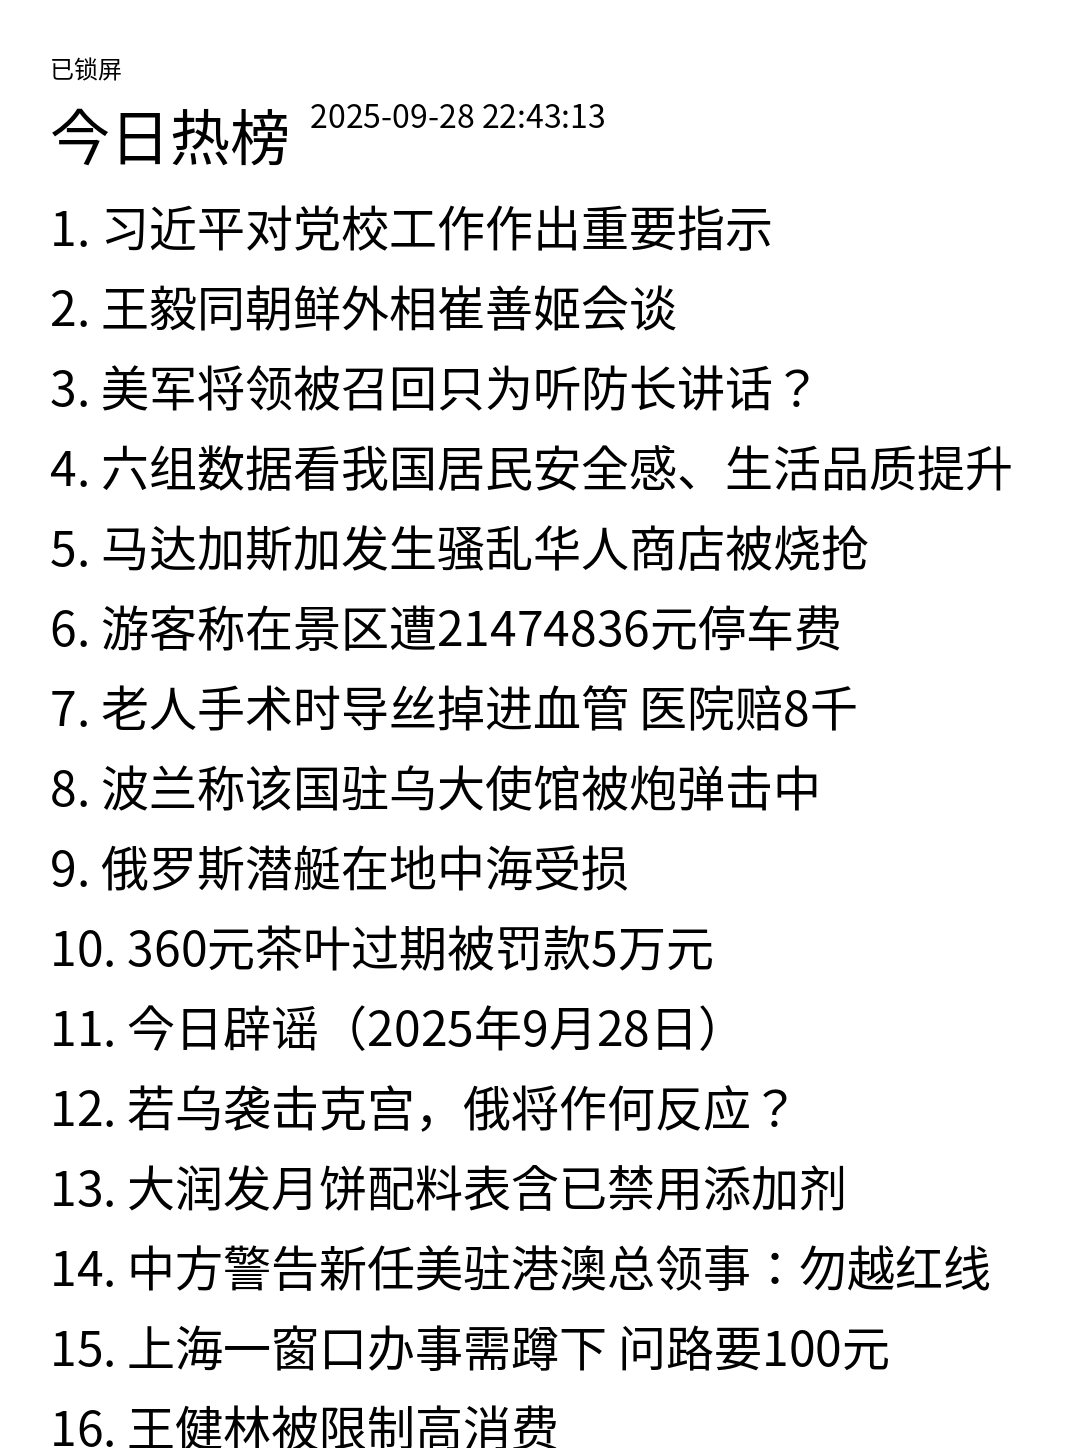 已锁屏
今日热榜 2025-09-28 22:43:13
1. 习近平对党校工作作出重要指示
2. 王毅同朝鲜外相崔善姬会谈
3. 美军将领被召回只为听防长讲话？
4. 六组数据看我国居民安全感、生活品质提升
5. 马达加斯加发生骚乱华人商店被烧抢
6. 游客称在景区遭21474836元停车费
7. 老人手术时导丝掉进血管 医院赔8千
8. 波兰称该国驻乌大使馆被炮弹击中
9. 俄罗斯潜艇在地中海受损
10. 360元茶叶过期被罚款5万元
11. 今日辟谣（2025年9月28日）
12. 若乌袭击克宫，俄将作何反应？
13. 大润发月饼配料表含已禁用添加剂
14. 中方警告新任美驻港澳总领事：勿越红线
15. 上海一窗口办事需蹲下 问路要100元
16. 王健林被限制高消费